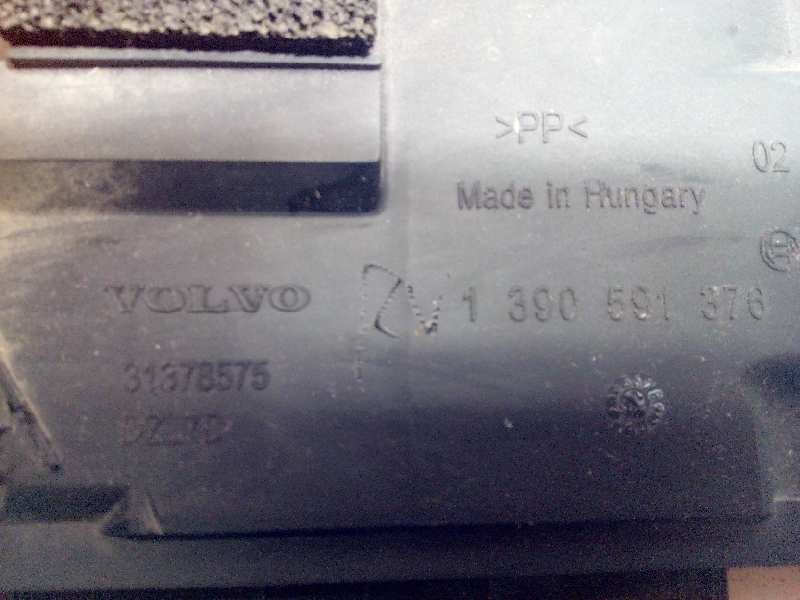 >PP<
02
Made in Hungary
VOLVO
1 390 591 376
31378575